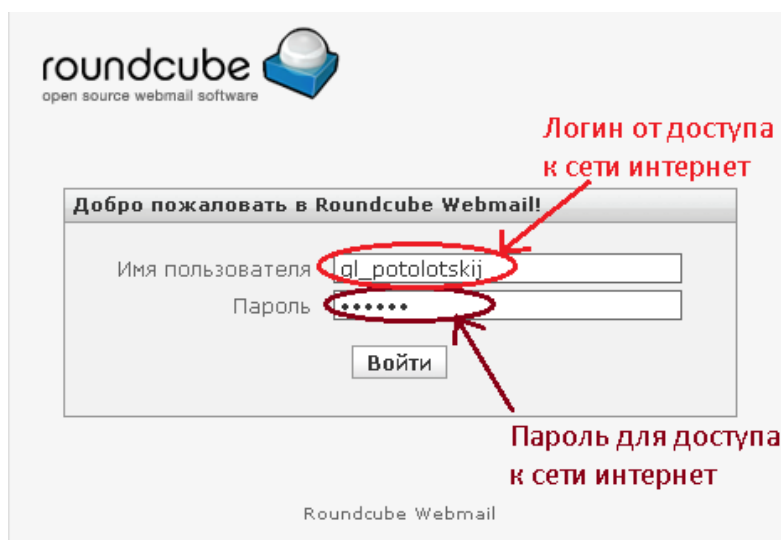 roundcube
open source webmail software
Логин от доступа
к сети интернет
Добро пожаловать в Roundcube Webmail!
Имя пользователя gl_potolotskij
Пароль ••••••
Войти
Пароль для доступа
к сети интернет
Roundcube Webmail